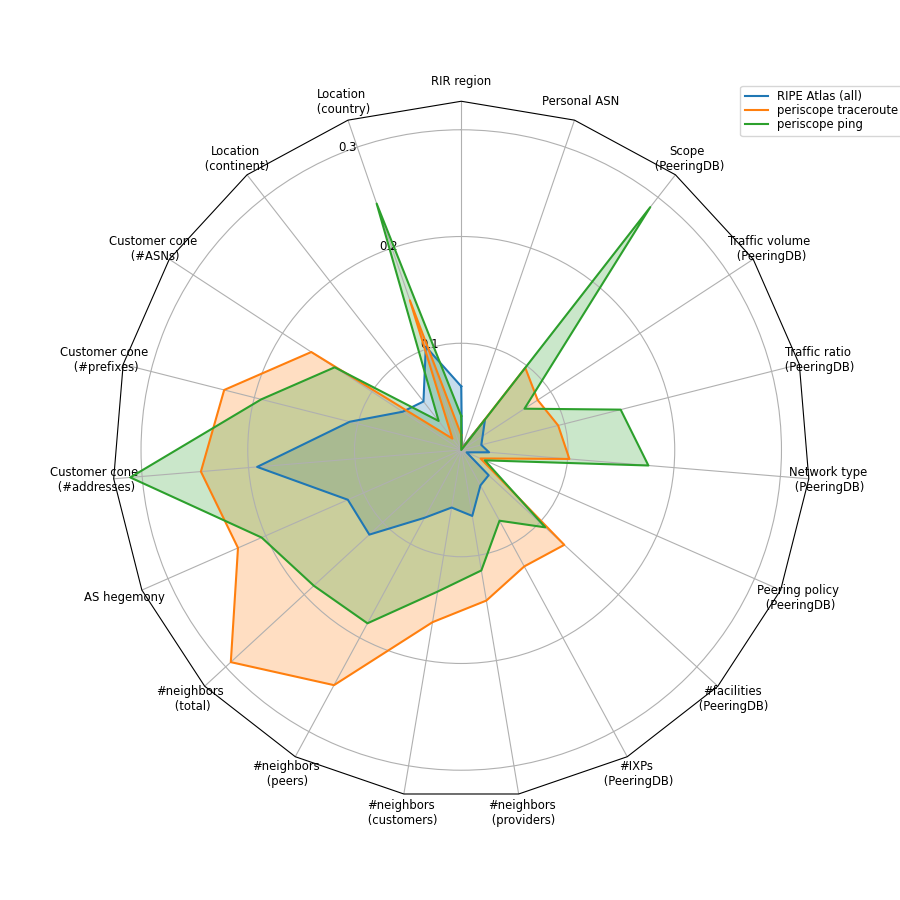 RIR region
Personal ASN
Location
(country)
RIPE Atlas (all)
periscope traceroute
periscope ping
0.3
Location
(continent)
Scope
(PeeringDB)
Customer cone
(#ASNs)
0.2
Traffic volume
(PeeringDB)
Customer cone
(#prefixes)
0.1
Traffic ratio
(PeeringDB)
Customer cone
(#addresses)
Network type
(PeeringDB)
AS hegemony
Peering policy
(PeeringDB)
#neighbors
(total)
#facilities
(PeeringDB)
#neighbors
(peers)
#IXPs
(PeeringDB)
#neighbors
(customers)
#neighbors
(providers)